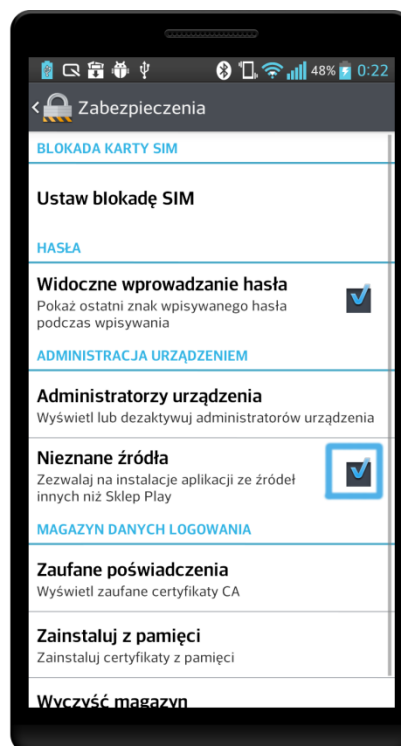 48% 0:22
Zabezpieczenia
BLOKADA KARTY SIM
Ustaw blokadę SIM
HASŁA
Widoczne wprowadzanie hasła
Pokaż ostatni znak wpisywanego hasła
podczas wpisywania
ADMINISTRACJA URZĄDZENIEM
Administratorzy urządzenia
Wyświetl lub dezaktywuj administratorów urządzenia
Nieznane źródła
Zezwalaj na instalacje aplikacji ze źródeł
innych niż Sklep Play
MAGAZYN DANYCH LOGOWANIA
Zaufane poświadczenia
Wyświetl zaufane certyfikaty CA
Zainstaluj z pamięci
Zainstaluj certyfikaty z pamięci
Wyczyść magazyn